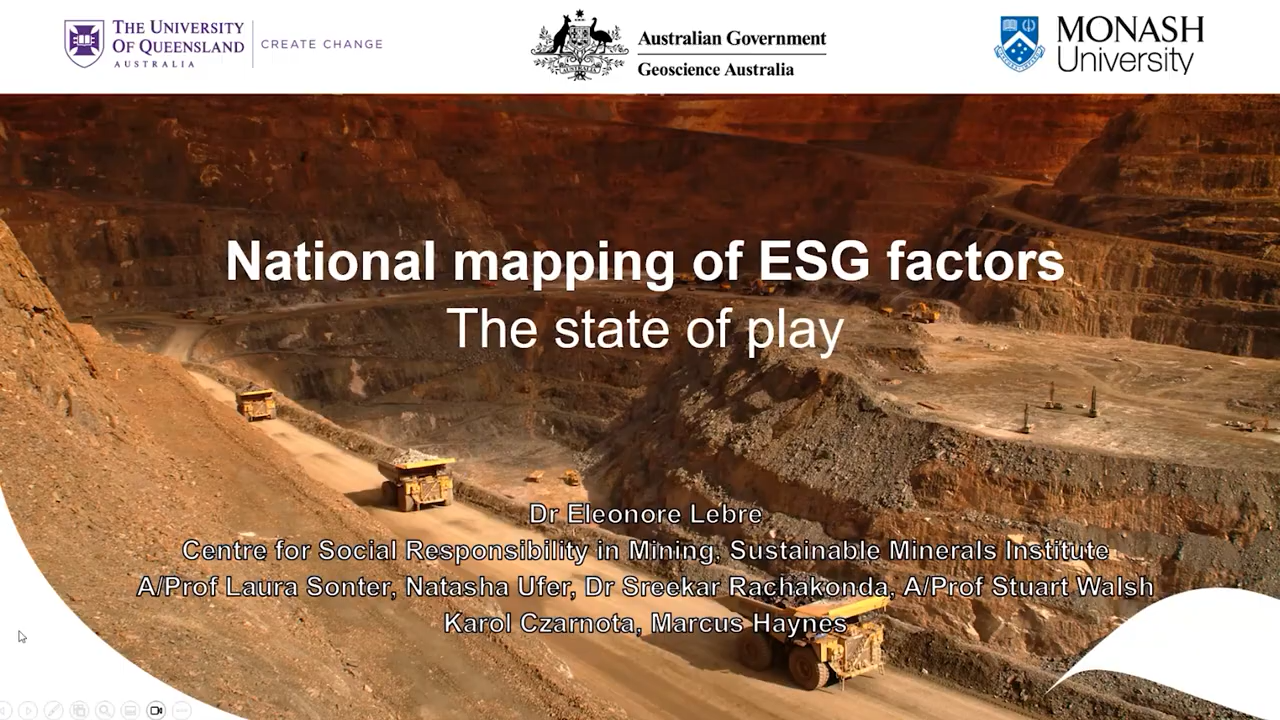 THE UNIVERSITY
OF QUEENSLAND
AUSTRALIA
CREATE CHANGE
Australian Government
Geoscience Australia
MONASH
University
National mapping of ESG factors
The state of play
Dr Eleonore Lebre
Centre for Social Responsibility in Mining, Sustainable Minerals Institute
A/Prof Laura Sonter, Natasha Ufer, Dr Sreekar Rachakonda, A/Prof Stuart Walsh
Karol Czarnota, Marcus Haynes